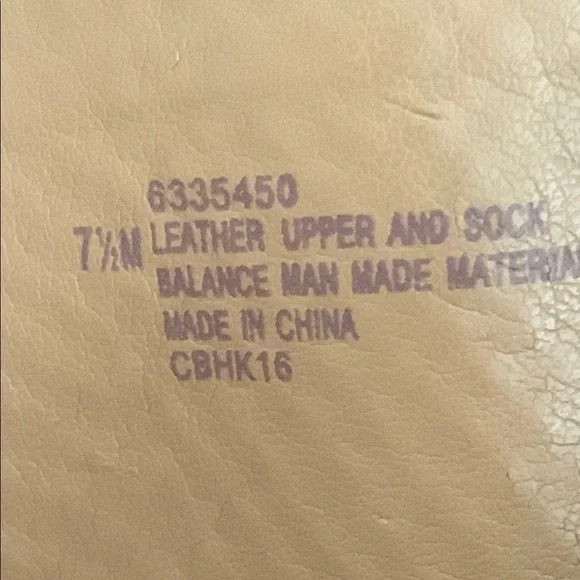 6335450
7½M LEATHER UPPER AND SOCK
BALANCE MAN MADE MATERIA
MADE IN CHINA
CBHK16